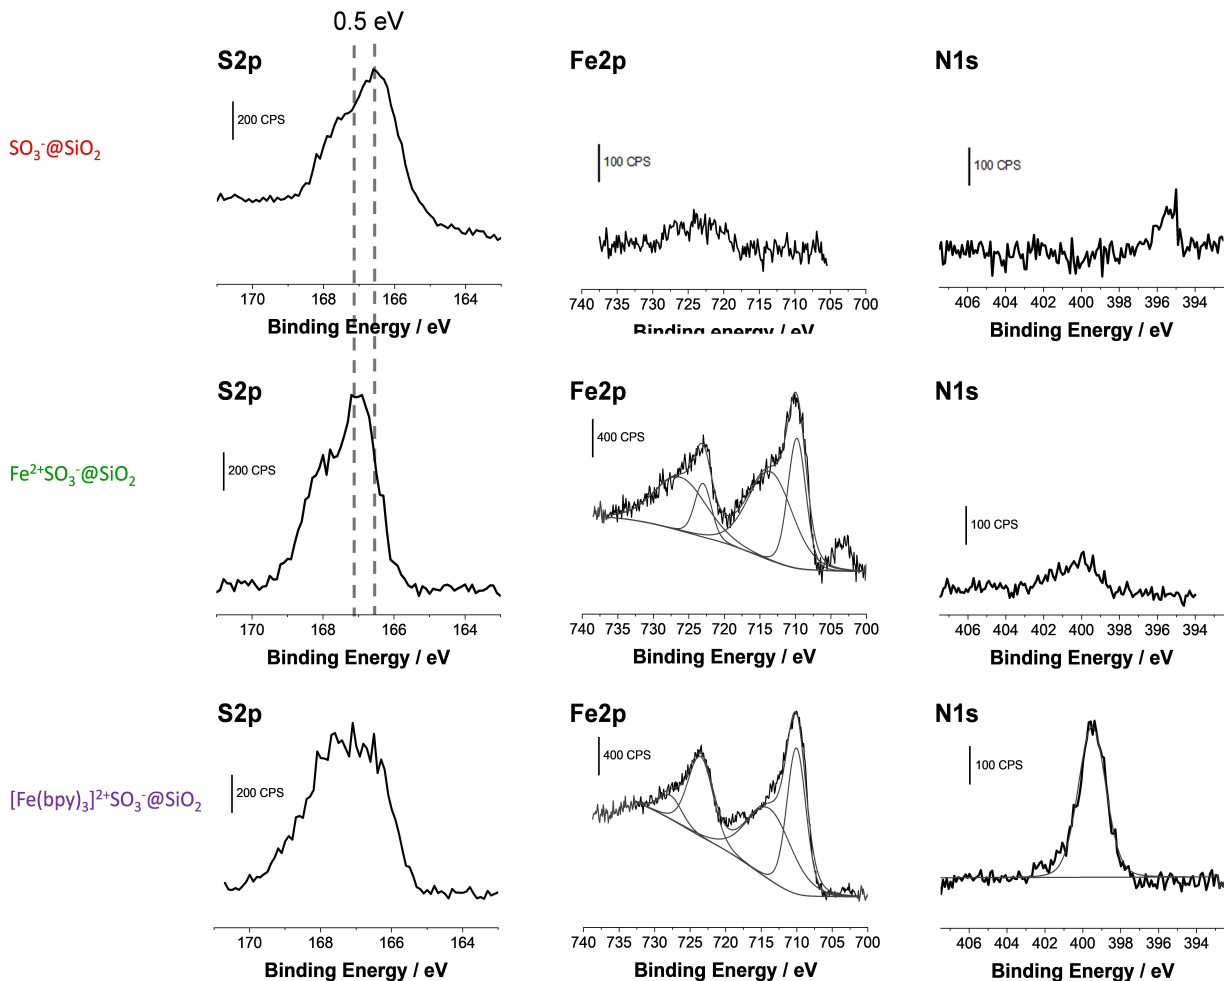 0.5 eV
S2p
Fe2p
N1s
200 CPS
100 CPS
100 CPS
SO₃⁻@SiO₂
170 168 166 164
740 735 730 725 720 715 710 705 700
406 404 402 400 398 396 394
Binding Energy / eV
Binding energy / eV
Binding Energy / eV
S2p
Fe2p
N1s
200 CPS
400 CPS
100 CPS
Fe²⁺SO₃⁻@SiO₂
170 168 166 164
740 735 730 725 720 715 710 705 700
406 404 402 400 398 396 394
Binding Energy / eV
Binding Energy / eV
Binding Energy / eV
S2p
Fe2p
N1s
200 CPS
400 CPS
100 CPS
[Fe(bpy)₃]²⁺SO₃⁻@SiO₂
170 168 166 164
740 735 730 725 720 715 710 705 700
406 404 402 400 398 396 394
Binding Energy / eV
Binding Energy / eV
Binding Energy / eV